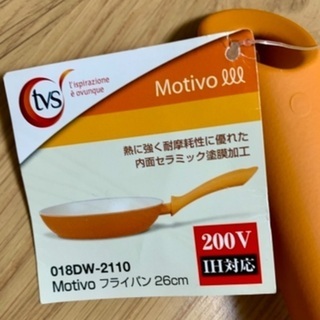 tvs
l'ispirazione
è ovunque
Motivo
熱に強く耐摩耗性に優れた
内面セラミック塗膜加工
200V
IH対応
018DW-2110
Motivo フライパン 26cm